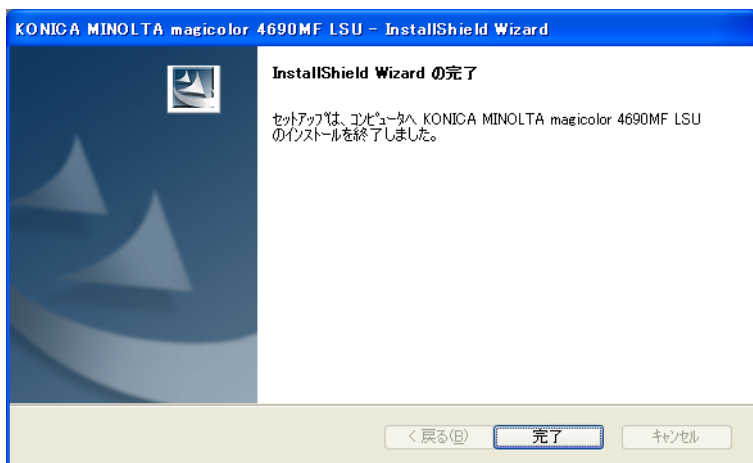 KONICA MINOLTA magicolor 4690MF LSU - InstallShield Wizard
InstallShield Wizard の完了
セットアップは、コンピュータへ KONICA MINOLTA magicolor 4690MF LSU
のインストールを終了しました。
< 戻る(B)
完了
キャンセル